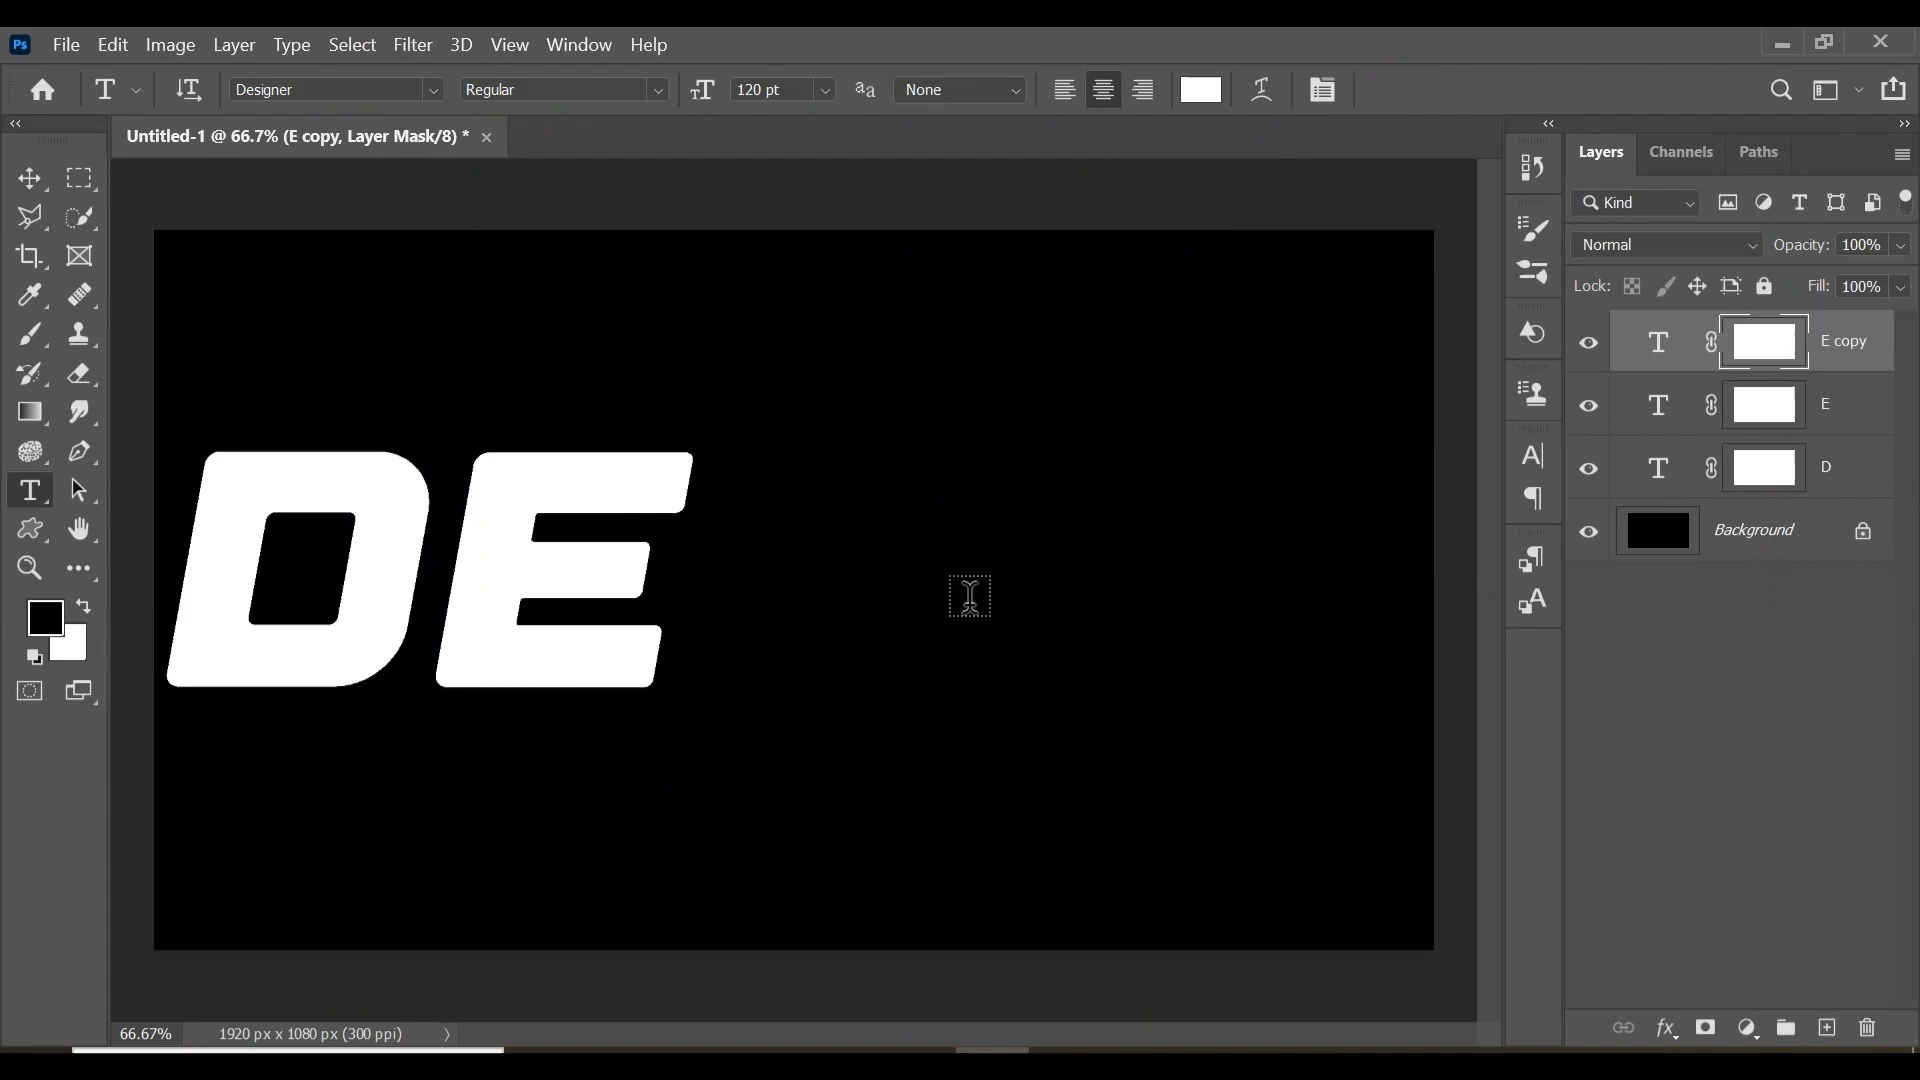 Ps File Edit Image Layer Type Select Filter 3D View Window Help
T Designer Regular 120 pt aa None
Untitled-1 @ 66.7% (E copy, Layer Mask/8) * ×
Layers Channels Paths
Kind
Normal Opacity: 100%
Lock: Fill: 100%
T E copy
T E
T D
Background
DE
66.67% 1920 px x 1080 px (300 ppi)
fx